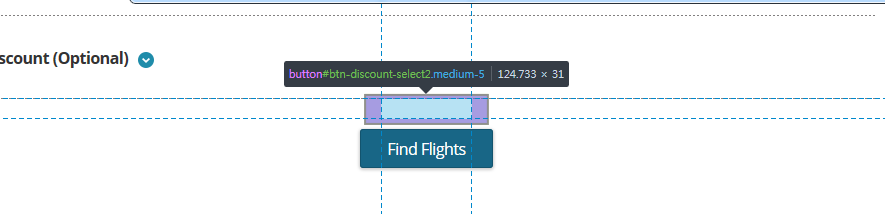 scount (Optional)
button#btn-discount-select2.medium-5 124.733 × 31
Find Flights